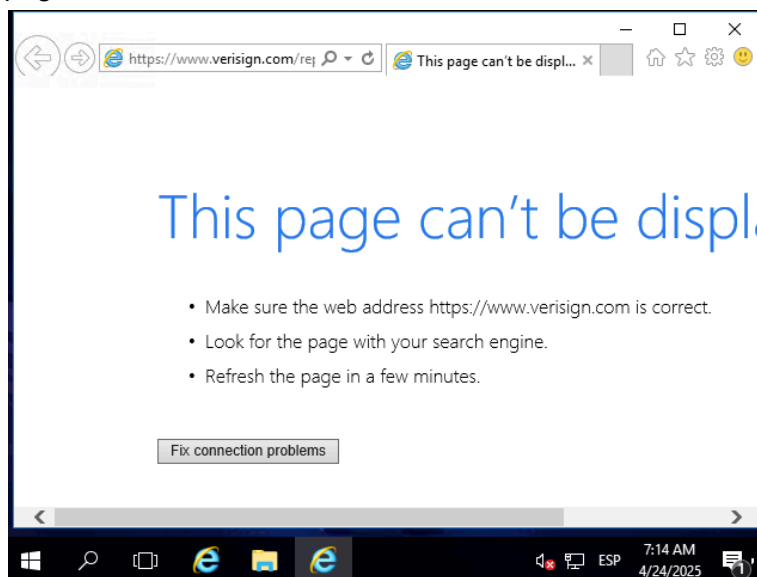 https://www.verisign.com/re
This page can't be displ...
This page can't be displ
• Make sure the web address https://www.verisign.com is correct.
• Look for the page with your search engine.
• Refresh the page in a few minutes.
Fix connection problems
ESP
7:14 AM
4/24/2025
1